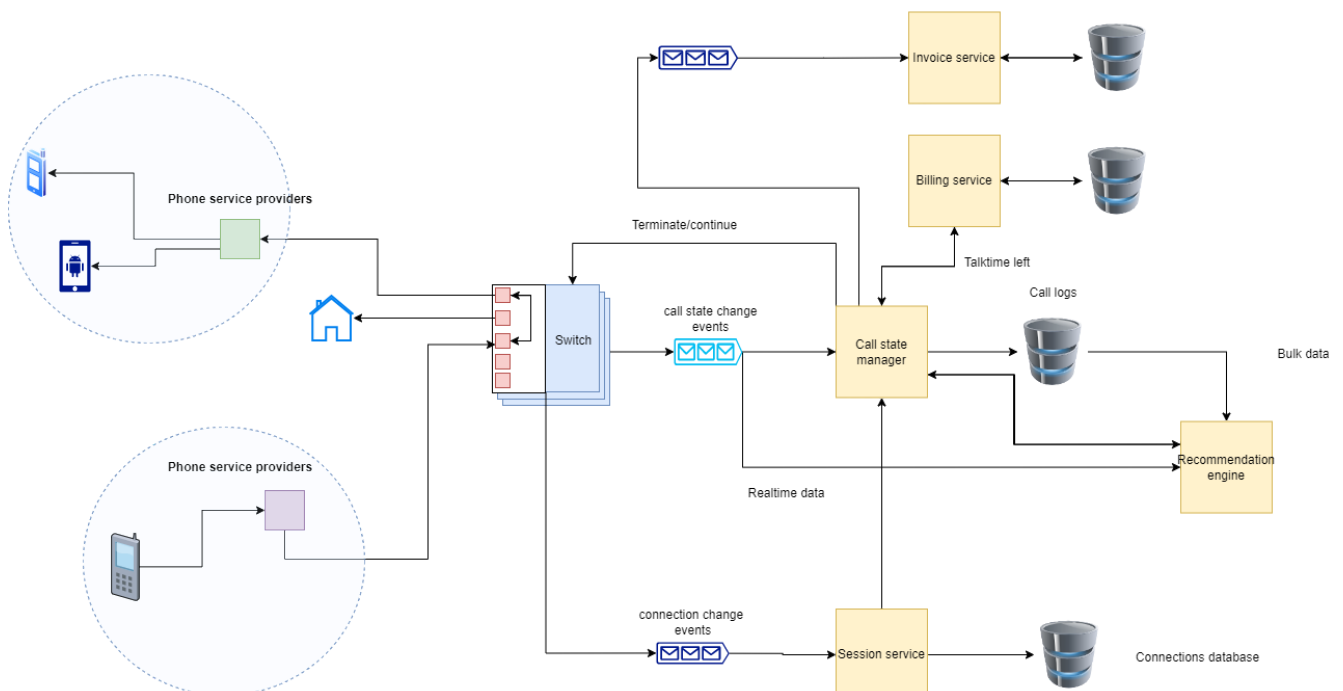 Invoice service
Phone service providers
Billing service
Terminate/continue
Talktime left
Call logs
call state change
events
Switch
Call state
manager
Bulk data
Phone service providers
Recommendation
engine
Realtime data
connection change
events
Session service
Connections database